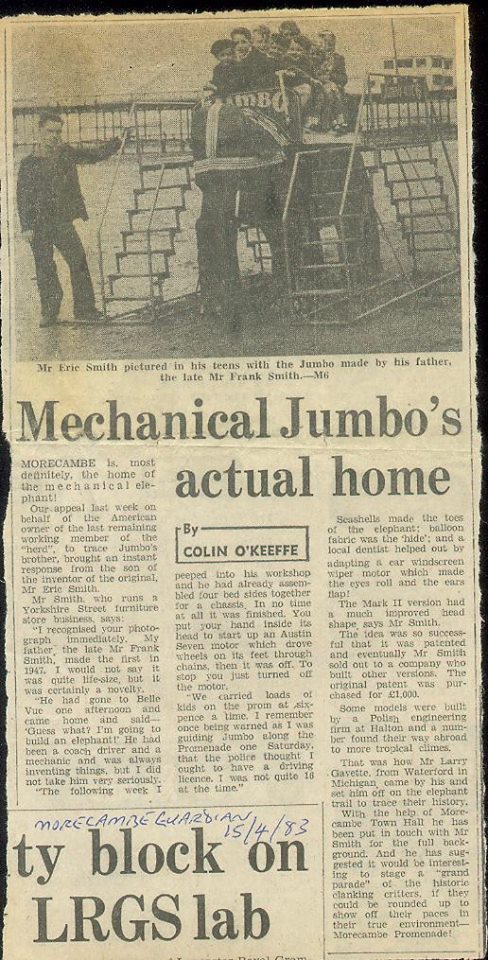 JUMBO
Mr Eric Smith pictured in his teens with the Jumbo made by his father,
the late Mr Frank Smith.—M6
Mechanical Jumbo's
actual home
By
COLIN O'KEEFFE
MORECAMBE is, most
definitely, the home of
the mechanical ele-
phant!
Our appeal last week on
behalf of the American
owner of the last remaining
working member of the
"herd", to trace Jumbo's
brother, brought an instant
response from the son of
the inventor of the original,
Mr Eric Smith.
Mr Smith, who runs a
Yorkshire Street furniture
store business, says:
"I recognised your photo-
graph immediately. My
father, the late Mr Frank
Smith, made the first in
1947. I would not say it
was quite life-size, but it
was certainly a novelty.
"He had gone to Belle
Vue one afternoon and
came home and said—
'Guess what? I'm going to
build an elephant!' He had
been a coach driver and a
mechanic and was always
inventing things, but I did
not take him very seriously.
"The following week I
peeped into his workshop
and he had already assem-
bled four bed sides together
for a chassis. In no time
at all it was finished. You
put your hand inside its
head to start up an Austin
Seven motor which drove
wheels on its feet through
chains, then it was off. To
stop you just turned off
the motor.
"We carried loads of
kids on the prom at six-
pence a time. I remember
once being warned as I was
guiding Jumbo along the
Promenade one Saturday,
that the police thought I
ought to have a driving
licence. I was not quite 16
at the time."
Seashells made the toes
of the elephant; balloon
fabric was the 'hide'; and a
local dentist helped out by
adapting a car windscreen
wiper motor which made
the eyes roll and the ears
flap!
The Mark II version had
a much improved head
shape, says Mr Smith.
The idea was so success-
ful that it was patented
and eventually Mr Smith
sold out to a company who
built other versions. The
original patent was pur-
chased for £1,000.
Some models were built
by a Polish engineering
firm at Halton and a num-
ber found their way abroad
to more tropical climes.
That was how Mr Larry
Gavette, from Waterford in
Michigan came by his and
set him off on the elephant
trail to trace their history.
With the help of More-
cambe Town Hall he has
been put in touch with Mr
Smith for the full back-
ground. And he has sug-
gested it would be interest-
ing to stage a "grand
parade" of the historic
clanking critters, if they
could be rounded up to
show off their paces in
their true environment—
Morecambe Promenade!
MORECAMBE GUARDIAN
15/4/83
ty block on
LRGS lab
Lancaster Royal Gram-